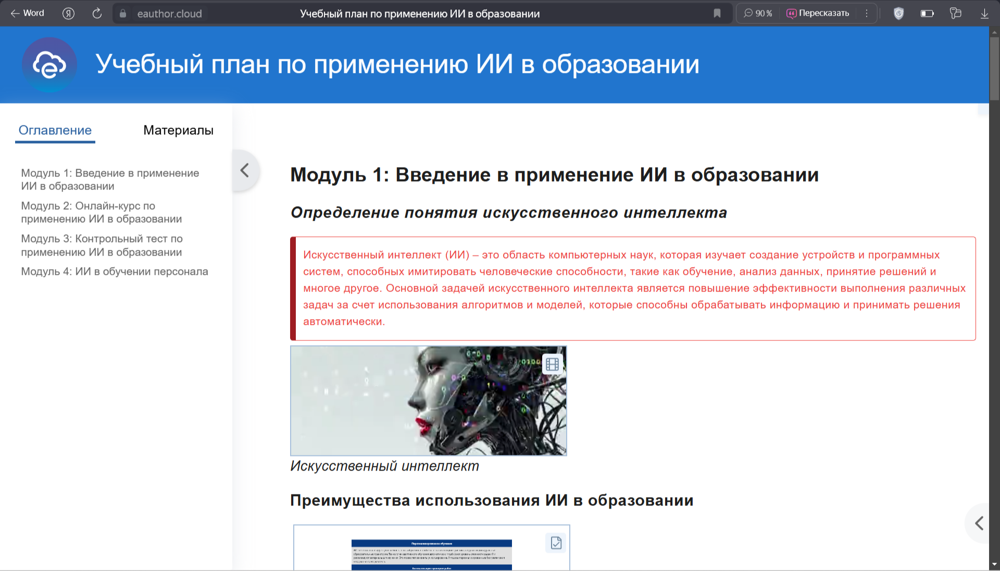 Word
eauthor.cloud
Учебный план по применению ИИ в образовании
90 %
Пересказать
Учебный план по применению ИИ в образовании
Оглавление
Материалы
Модуль 1: Введение в применение
ИИ в образовании
Модуль 2: Онлайн-курс по
применению ИИ в образовании
Модуль 3: Контрольный тест по
применению ИИ в образовании
Модуль 4: ИИ в обучении персонала
Модуль 1: Введение в применение ИИ в образовании
Определение понятия искусственного интеллекта
Искусственный интеллект (ИИ) – это область компьютерных наук, которая изучает создание устройств и программных
систем, способных имитировать человеческие способности, такие как обучение, анализ данных, принятие решений и
многое другое. Основной задачей искусственного интеллекта является повышение эффективности выполнения различных
задач за счет использования алгоритмов и моделей, которые способны обрабатывать информацию и принимать решения
автоматически.
Искусственный интеллект
Преимущества использования ИИ в образовании
Персонализированное обучение